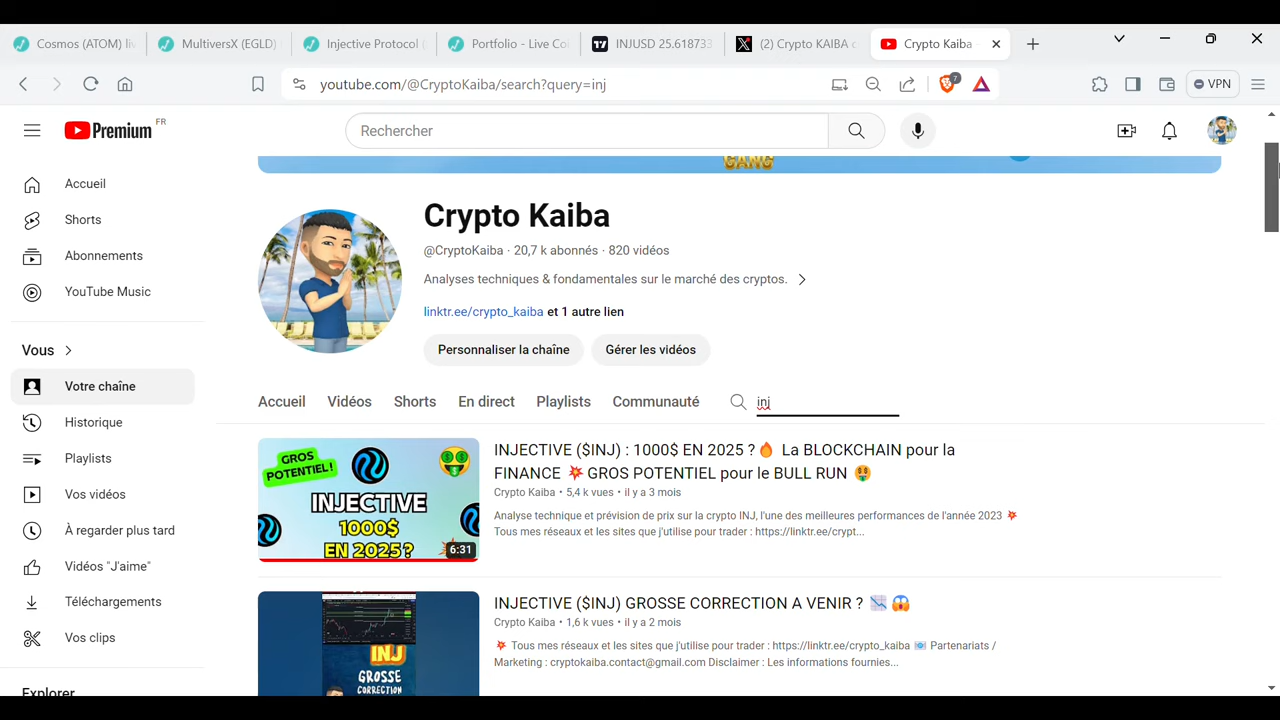 Cosmos (ATOM) liv
MultiversX (EGLD)
Injective Protocol (
Portfolio - Live Co
INJUSD 25.618733
(2) Crypto KAIBA
Crypto Kaiba
youtube.com/@CryptoKaiba/search?query=inj
7
VPN
Premium FR
Rechercher
GANG
Accueil
Shorts
Abonnements
YouTube Music
Vous
Votre chaîne
Historique
Playlists
Vos vidéos
À regarder plus tard
Vidéos "J'aime"
Téléchargements
Vos clips
Explorer
Crypto Kaiba
@CryptoKaiba · 20,7 k abonnés · 820 vidéos
Analyses techniques & fondamentales sur le marché des cryptos.
linktr.ee/crypto_kaiba et 1 autre lien
Personnaliser la chaîne
Gérer les vidéos
Accueil
Vidéos
Shorts
En direct
Playlists
Communauté
inj
GROS
POTENTIEL!
INJECTIVE
1000$
EN 2025?
6:31
INJECTIVE ($INJ) : 1000$ EN 2025 ?🔥 La BLOCKCHAIN pour la
FINANCE 💥 GROS POTENTIEL pour le BULL RUN 🤑
Crypto Kaiba • 5,4 k vues • il y a 3 mois
Analyse technique et prévision de prix sur la crypto INJ, l'une des meilleures performances de l'année 2023 💥
Tous mes réseaux et les sites que j'utilise pour trader : https://linktr.ee/crypt...
INJ
GROSSE
CORRECTION
INJECTIVE ($INJ) GROSSE CORRECTION À VENIR ? 📉 😱
Crypto Kaiba • 1,6 k vues • il y a 2 mois
💥 Tous mes réseaux et les sites que j'utilise pour trader : https://linktr.ee/crypto_kaiba 📧 Partenariats /
Marketing : cryptokaiba.contact@gmail.com Disclaimer : Les informations fournies...